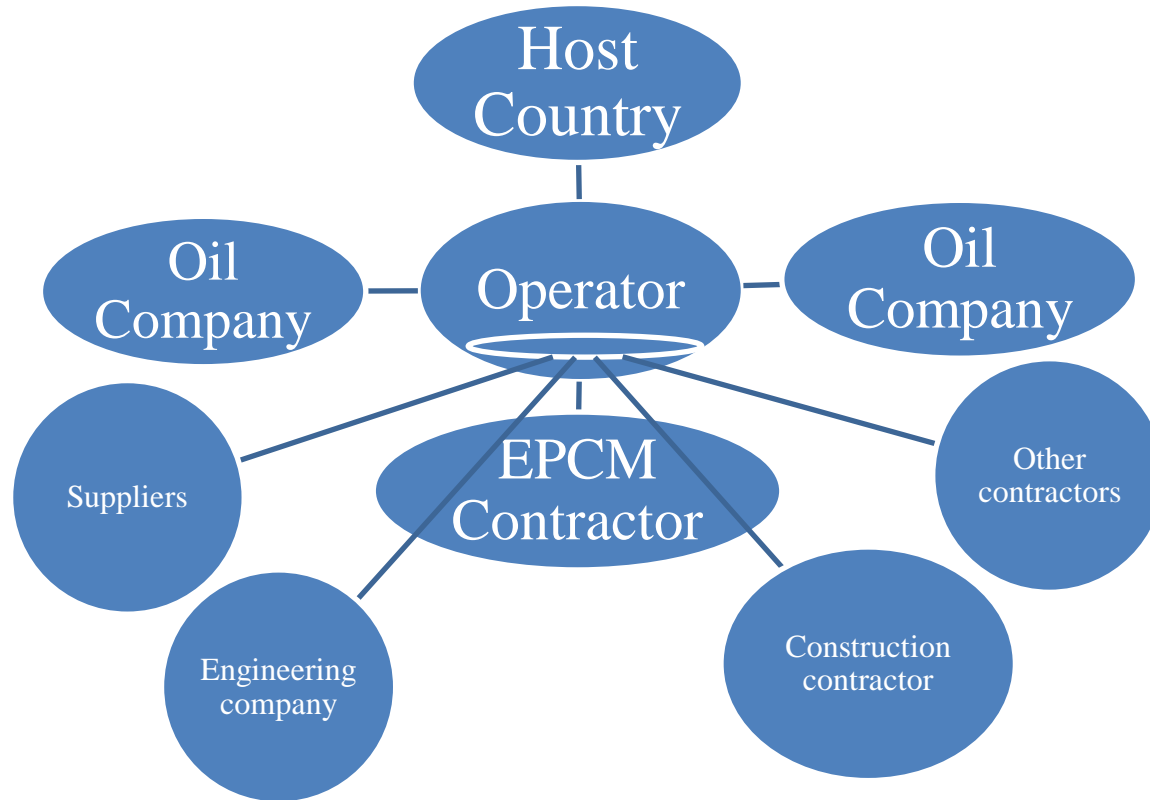 Host
Country
Oil
Company
Operator
Oil
Company
Suppliers
EPCM
Contractor
Other
contractors
Engineering
company
Construction
contractor